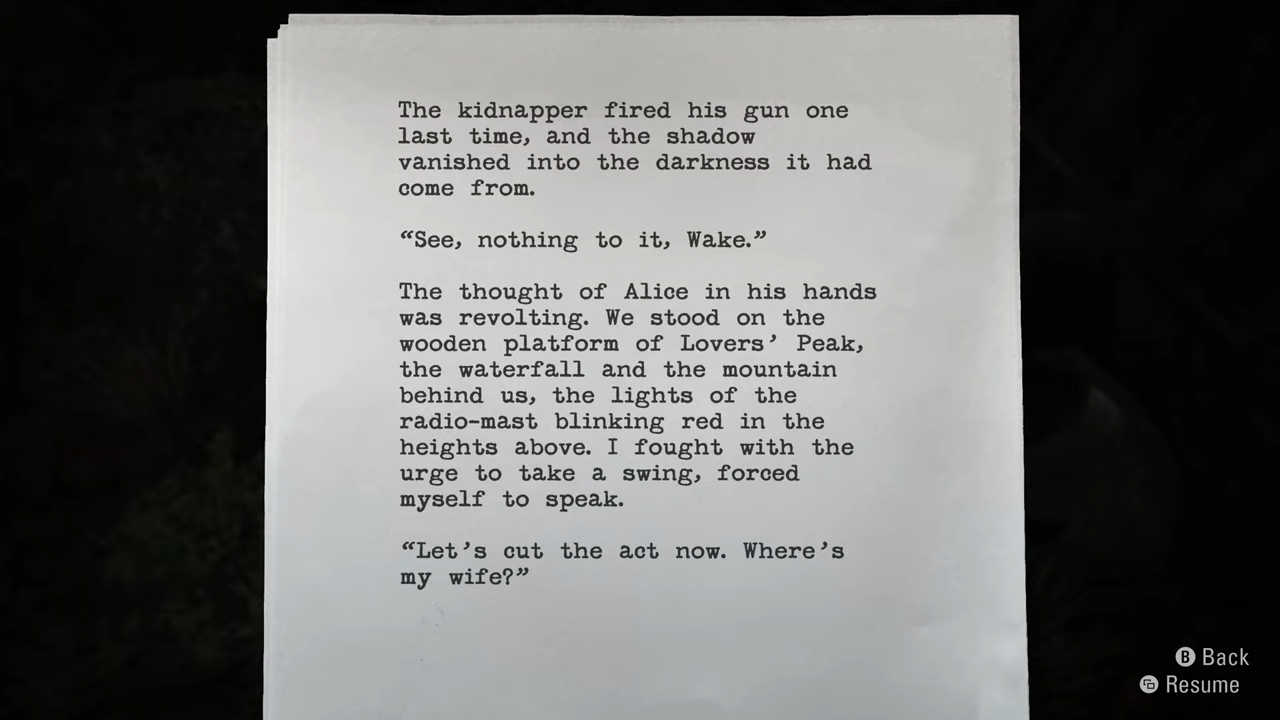 The kidnapper fired his gun one
last time, and the shadow
vanished into the darkness it had
come from.
“See, nothing to it, Wake.”
The thought of Alice in his hands
was revolting. We stood on the
wooden platform of Lovers’ Peak,
the waterfall and the mountain
behind us, the lights of the
radio-mast blinking red in the
heights above. I fought with the
urge to take a swing, forced
myself to speak.
“Let’s cut the act now. Where’s
my wife?”
B Back
Resume